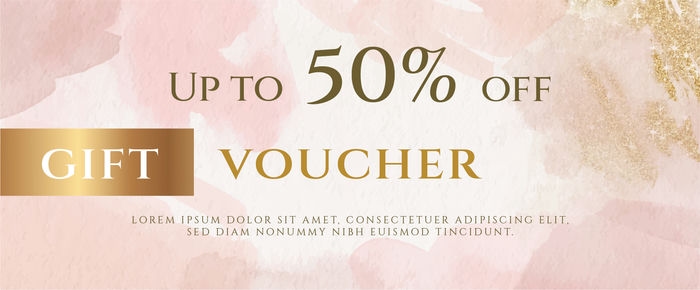 UP TO 50% OFF
GIFT VOUCHER
LOREM IPSUM DOLOR SIT AMET, CONSECTETUER ADIPISCING ELIT,
SED DIAM NONUMMY NIBH EUISMOD TINCIDUNT.